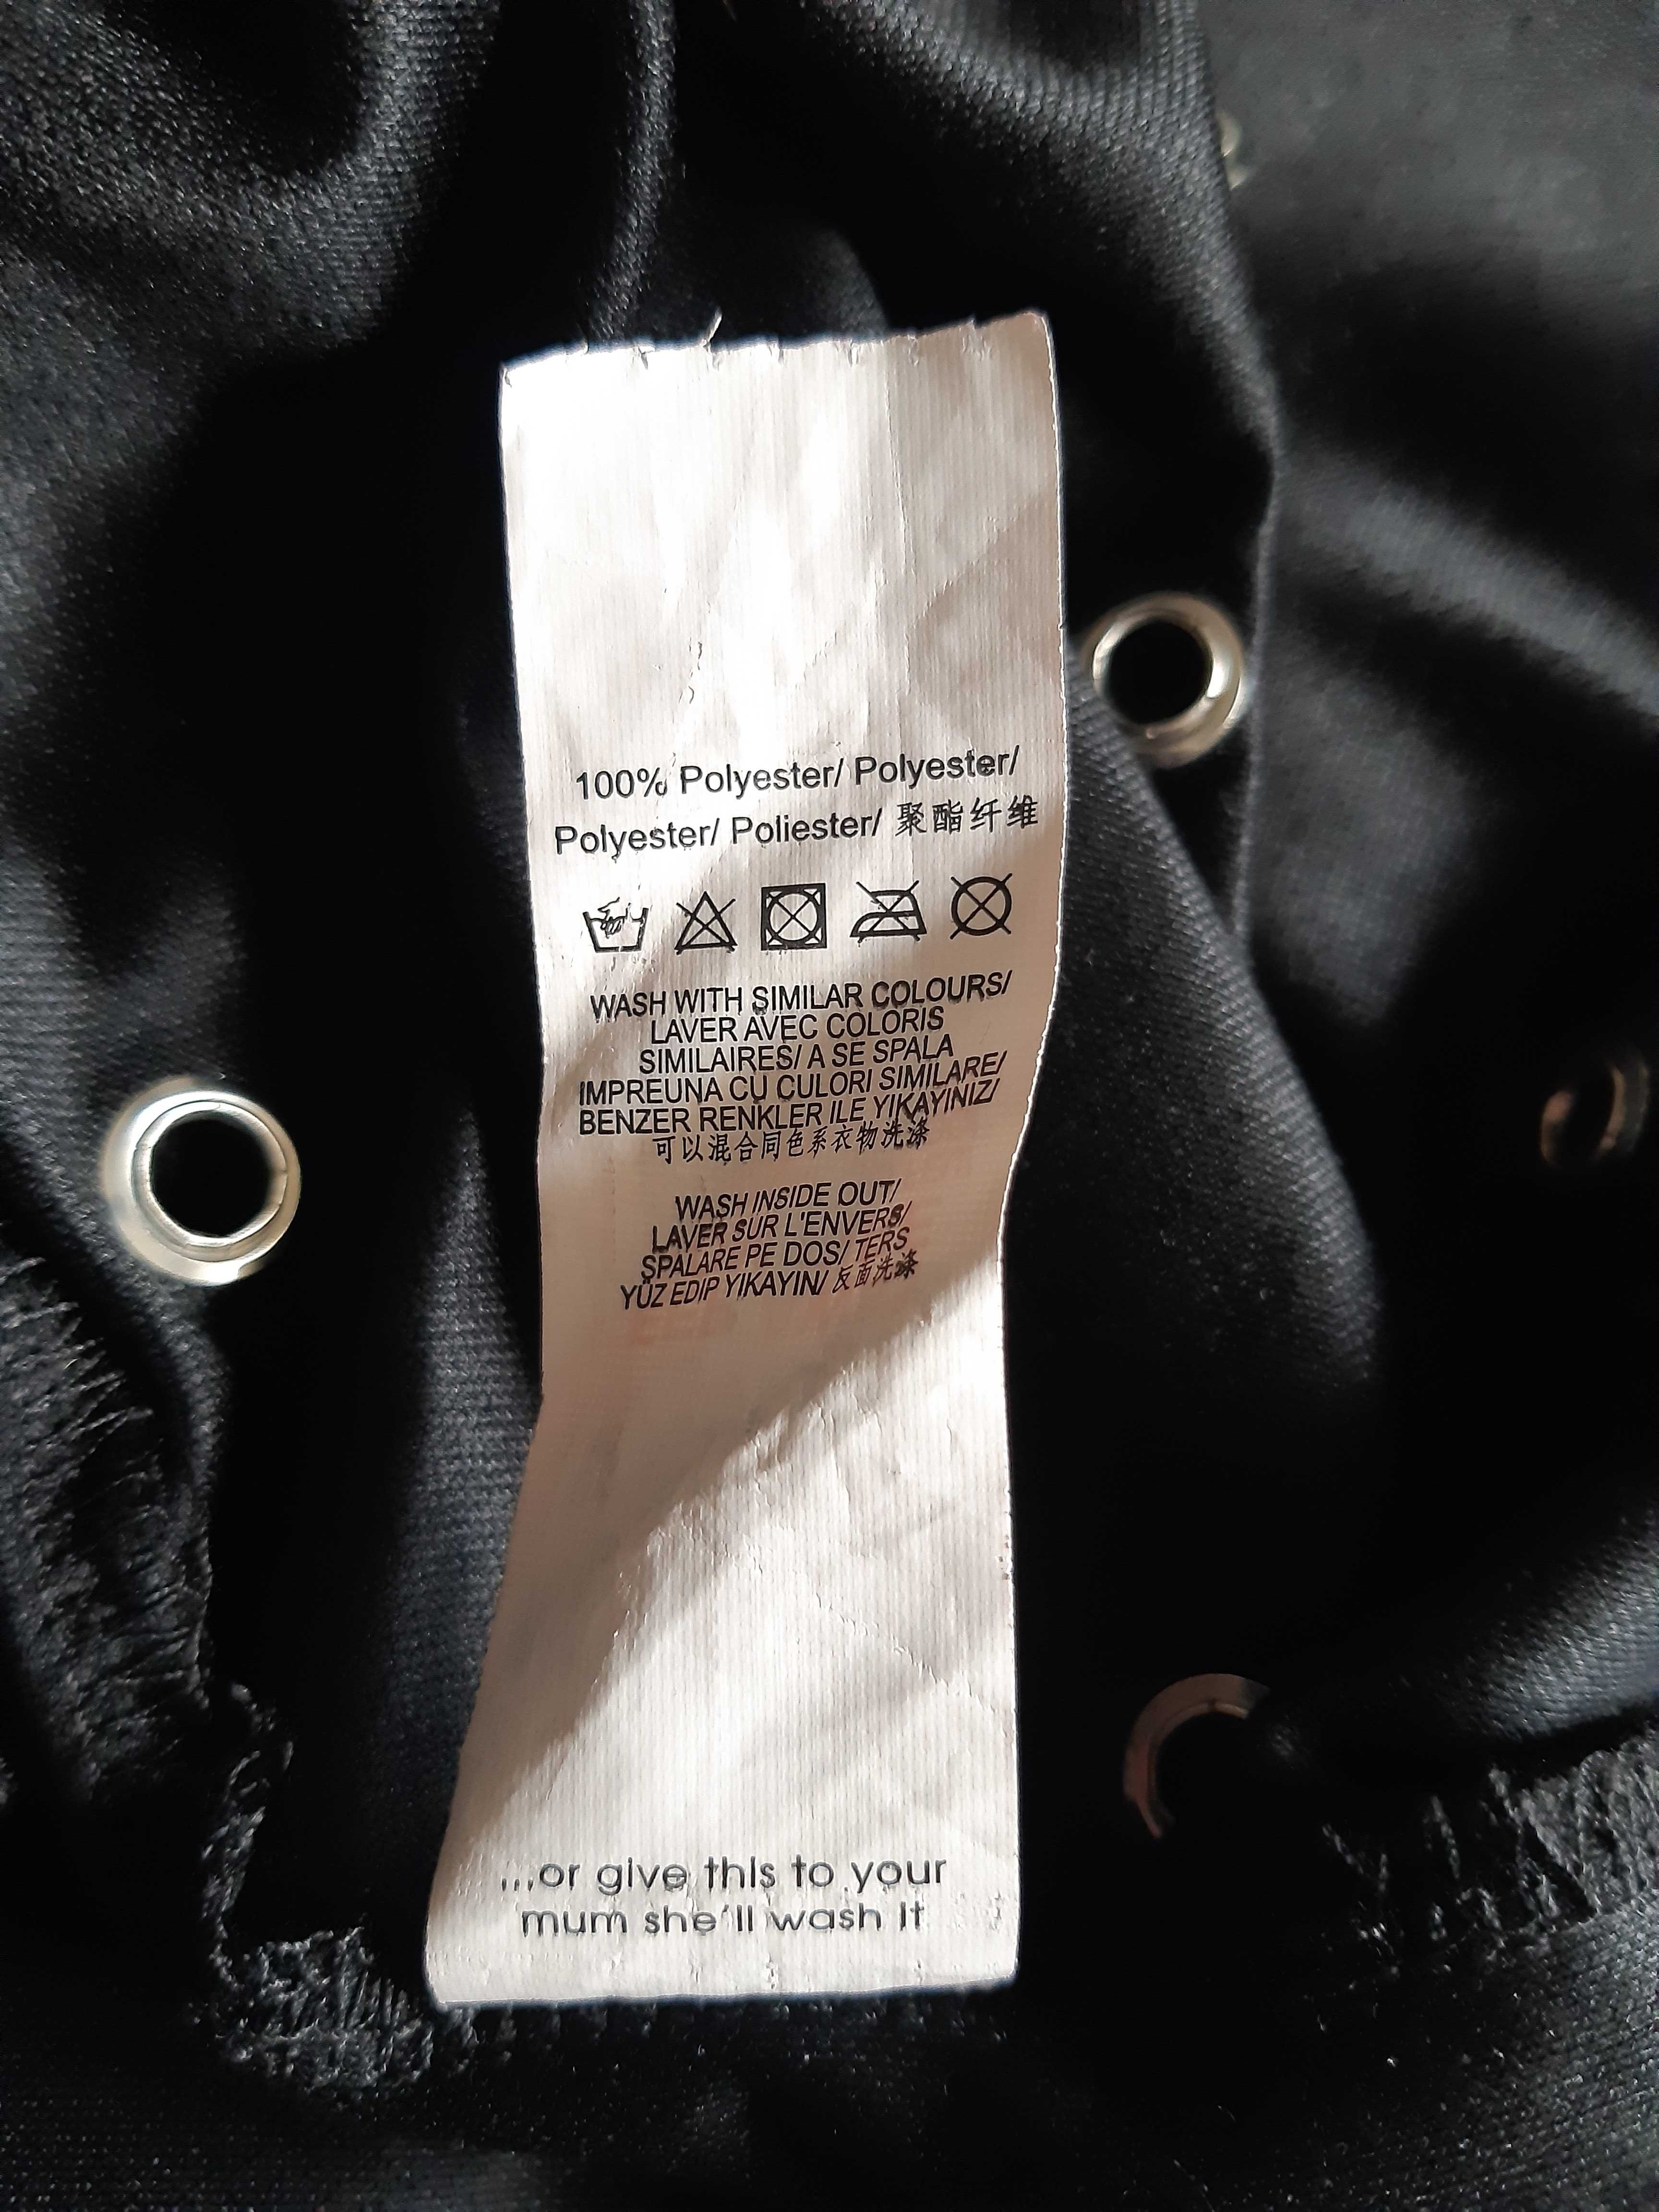 100% Polyester/ Polyester/
Polyester/ Poliester/ 聚酯纤维
WASH WITH SIMILAR COLOURS/
LAVER AVEC COLORIS
SIMILAIRES/ A SE SPALA
IMPREUNA CU CULORI SIMILARE/
BENZER RENKLER ILE YIKAYINIZ/
可以混合同色系衣物洗涤
WASH INSIDE OUT/
LAVER SUR L'ENVERS/
SPALARE PE DOS/ TERS
YÜZ EDIP YIKAYIN/ 反面洗涤
...or give this to your
mum she'll wash it